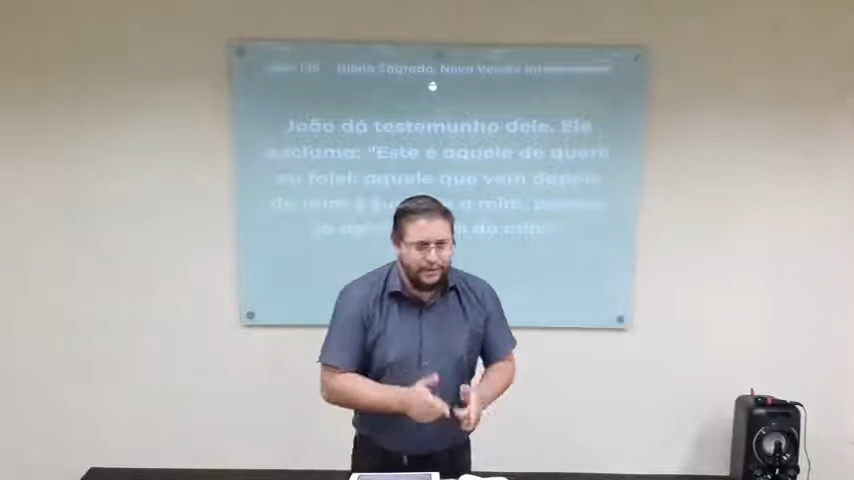 Bíblia Sagrada, Nova Versão Internacional
João dá testemunho dele. Ele
exclama: "Este é aquele de quem
eu falei: aquele que vem depois
de mim é a mim,
de mim